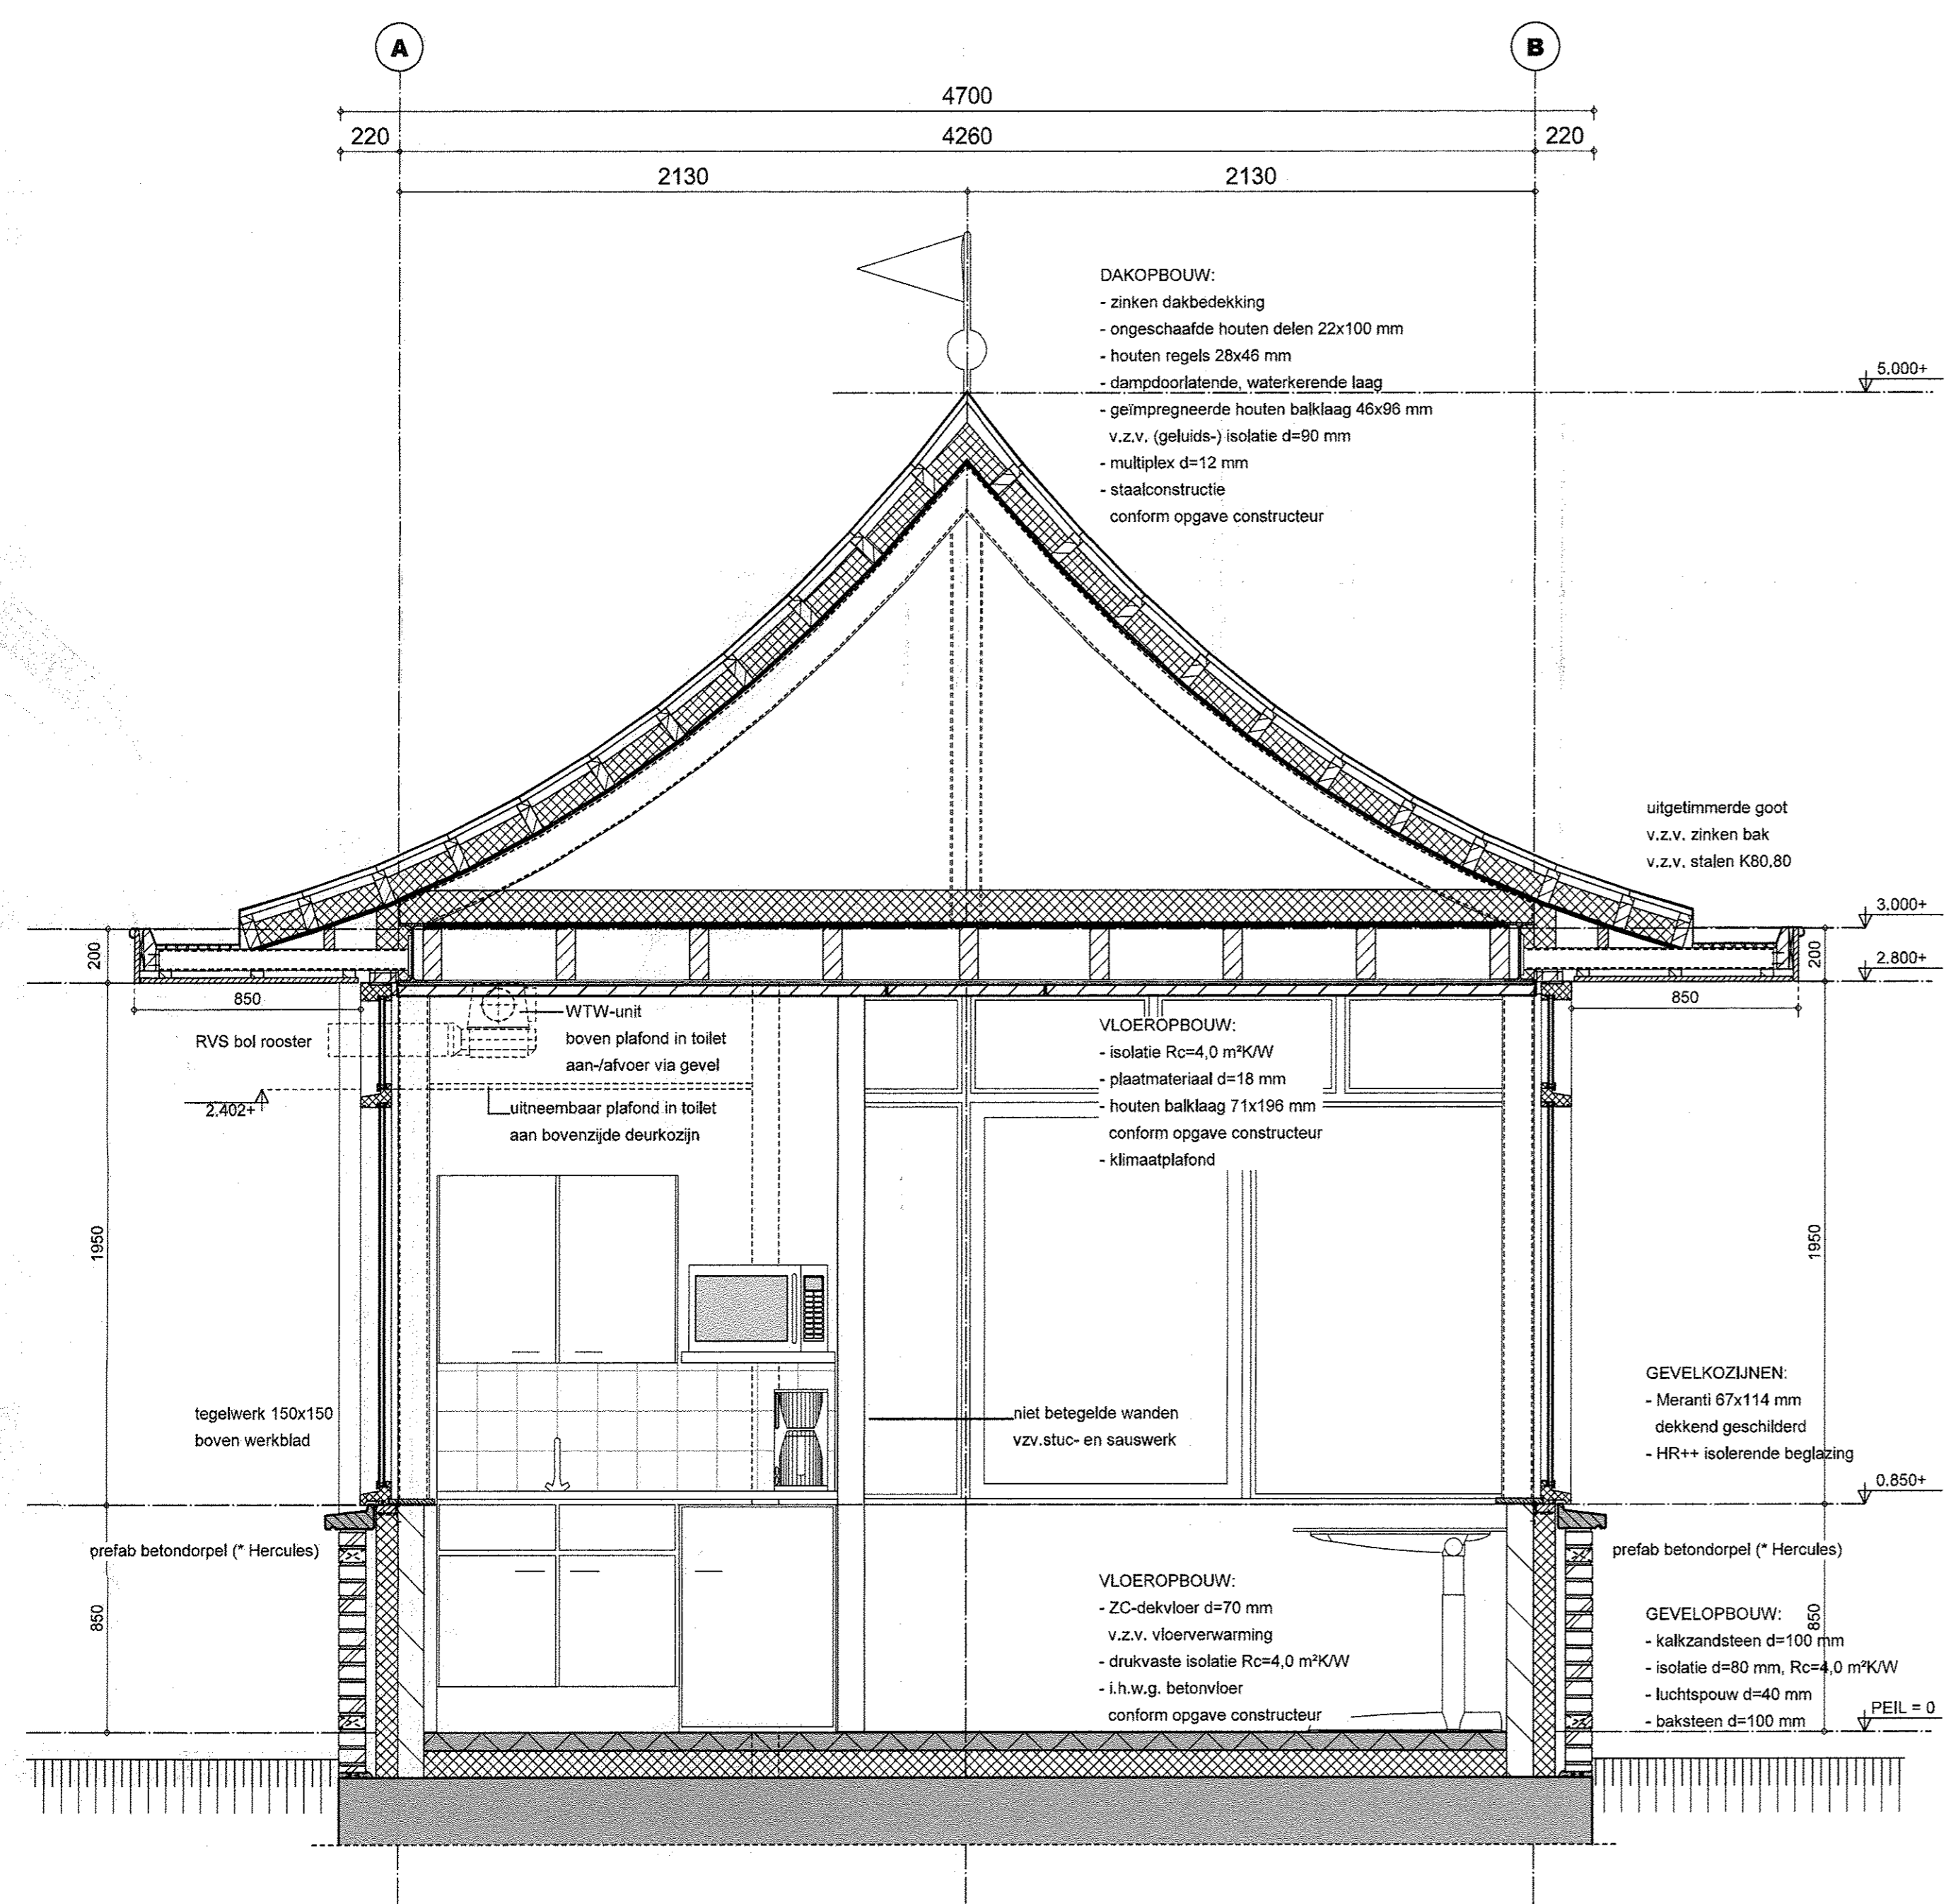 A
B
4700
220
4260
220
2130
2130
DAKOPBOUW:
- zinken dakbedekking
- ongeschaafde houten delen 22x100 mm
- houten regels 28x46 mm
- dampdoorlatende, waterkerende laag
- geïmpregneerde houten balklaag 46x96 mm
v.z.v. (geluids-) isolatie d=90 mm
- multiplex d=12 mm
- staalconstructie
conform opgave constructeur
5.000+
uitgetimmerde goot
v.z.v. zinken bak
v.z.v. stalen K80.80
3.000+
200
200
2.800+
850
850
WTW-unit
boven plafond in toilet
aan-/afvoer via gevel
RVS bol rooster
2.402+
uitneembaar plafond in toilet
aan bovenzijde deurkozijn
VLOEROPBOUW:
- isolatie Rc=4,0 m²K/W
- plaatmateriaal d=18 mm
- houten balklaag 71x196 mm
conform opgave constructeur
- klimaatplafond
1950
1950
tegelwerk 150x150
boven werkblad
niet betegelde wanden
vzv.stuc- en sauswerk
GEVELKOZIJNEN:
- Meranti 67x114 mm
dekkend geschilderd
- HR++ isolerende beglazing
0.850+
prefab betondorpel (* Hercules)
prefab betondorpel (* Hercules)
850
850
VLOEROPBOUW:
- ZC-dekvloer d=70 mm
v.z.v. vloerverwarming
- drukvaste isolatie Rc=4,0 m²K/W
- i.h.w.g. betonvloer
conform opgave constructeur
GEVELOPBOUW:
- kalkzandsteen d=100 mm
- isolatie d=80 mm, Rc=4,0 m²K/W
- luchtspouw d=40 mm
- baksteen d=100 mm
PEIL = 0